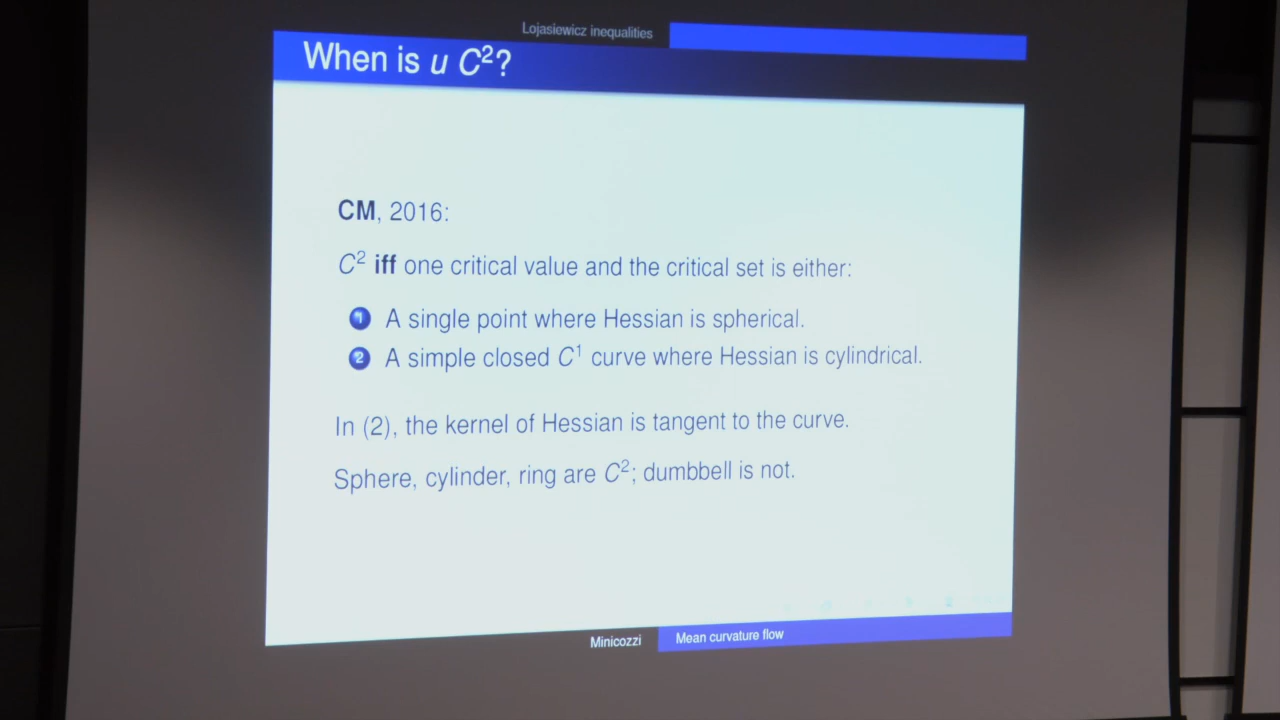 Lojasiewicz inequalities
When is u C²?
CM, 2016:
C² iff one critical value and the critical set is either:
1 A single point where Hessian is spherical.
2 A simple closed C¹ curve where Hessian is cylindrical.
In (2), the kernel of Hessian is tangent to the curve.
Sphere, cylinder, ring are C²; dumbbell is not.
Minicozzi Mean curvature flow